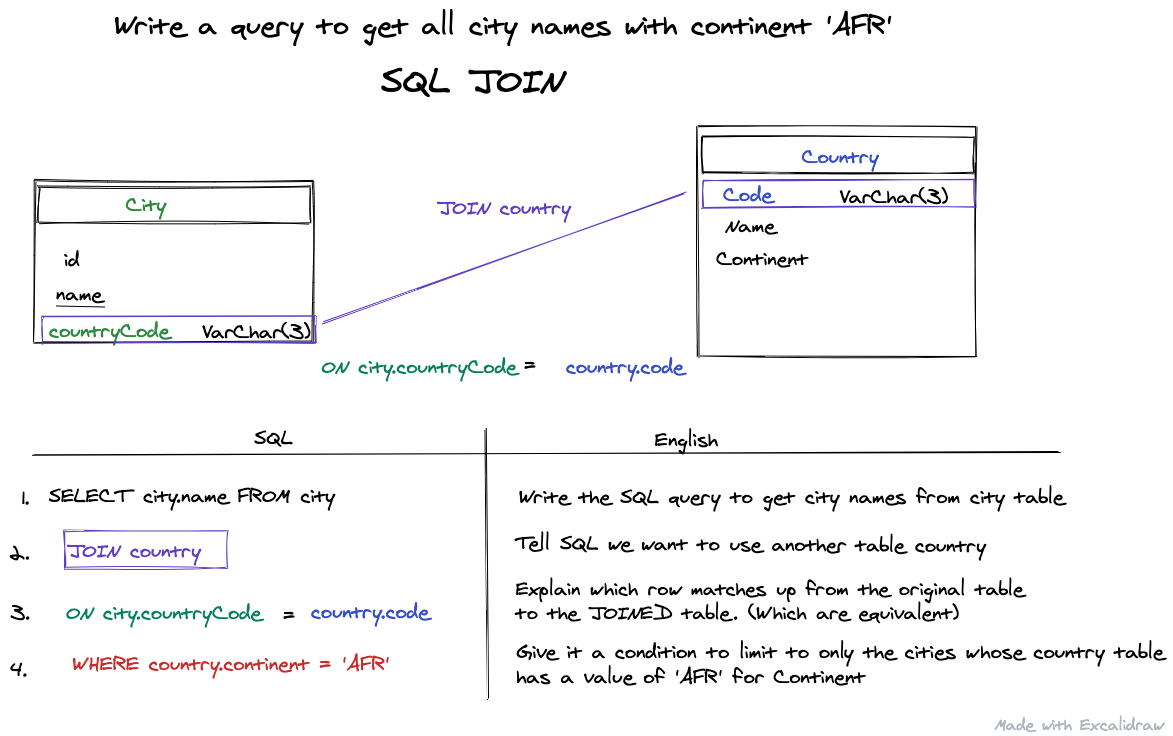 Write a query to get all city names with continent 'AFR'
SQL JOIN
City
id
name
countryCode VarChar(3)
JOIN country
Country
Code VarChar(3)
Name
Continent
ON city.countryCode = country.code
SQL English
1. SELECT city.name FROM city
Write the SQL query to get city names from city table
2. JOIN country
Tell SQL we want to use another table country
3. ON city.countryCode = country.code
Explain which row matches up from the original table
to the JOINED table. (Which are equivalent)
4. WHERE country.continent = 'AFR'
Give it a condition to limit to only the cities whose country table
has a value of 'AFR' for Continent
Made with Excalidraw